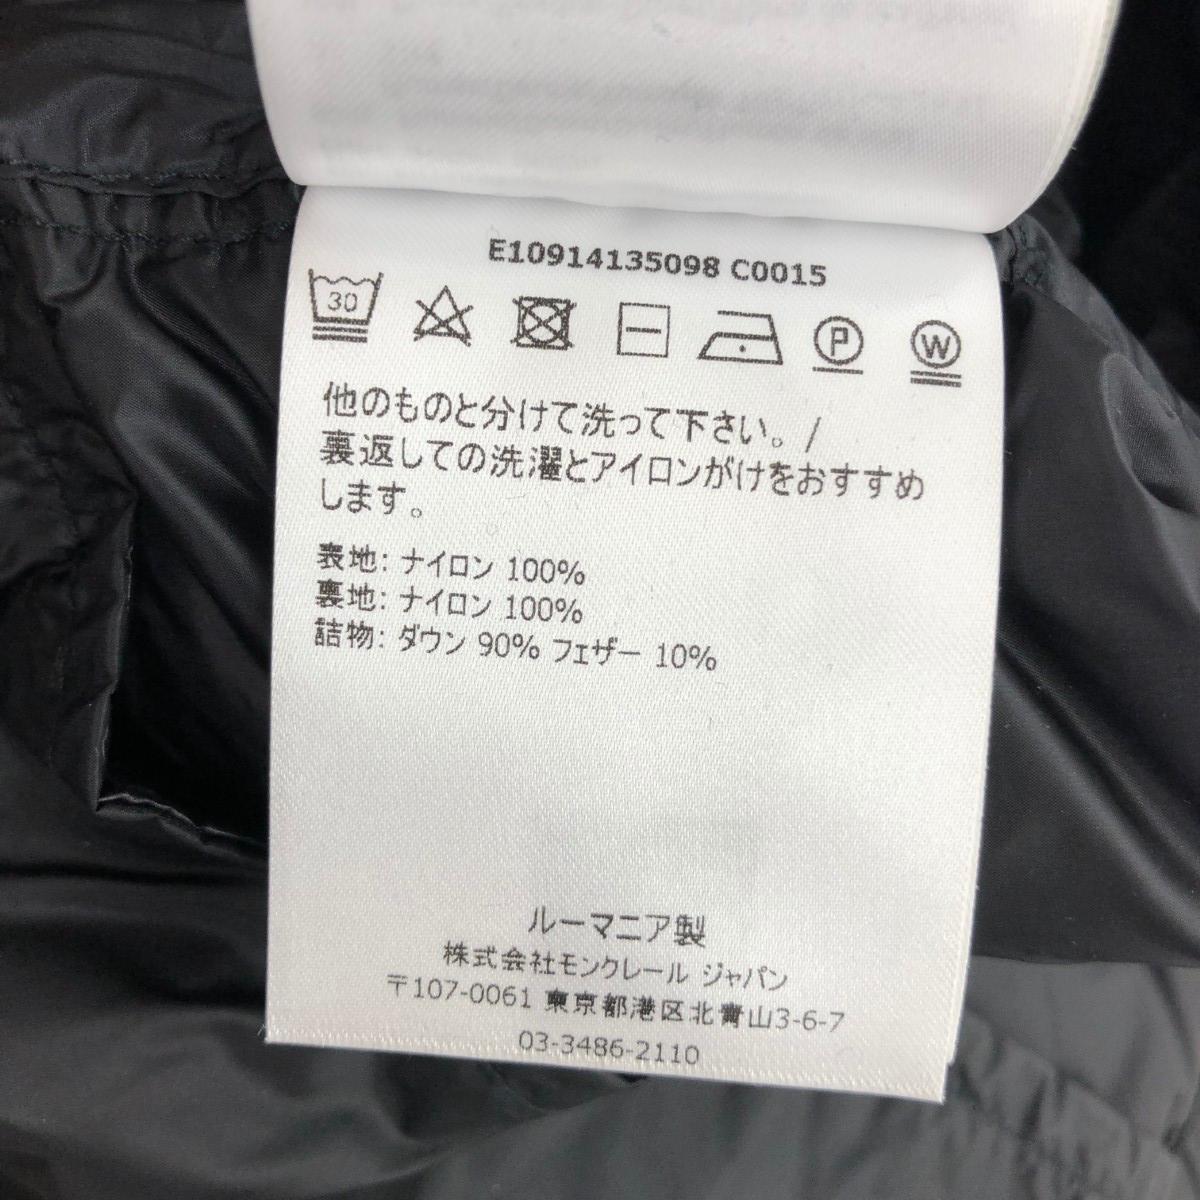 E10914135098 C0015
30
P
W
他のものと分けて洗って下さい。/
裏返しての洗濯とアイロンがけをおすすめ
します。
表地: ナイロン 100%
裏地: ナイロン 100%
詰物: ダウン 90% フェザー 10%
ルーマニア製
株式会社モンクレール ジャパン
〒107-0061 東京都港区北青山3-6-7
03-3486-2110